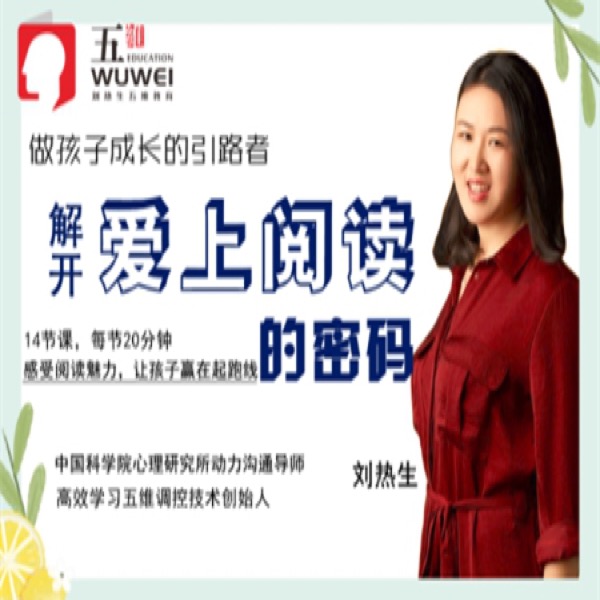 五
EDUCATION
WUWEI
做孩子成长的引路者
解开
爱上阅读
的密码
14节课，每节20分钟
感受阅读魅力，让孩子赢在起跑线
中国科学院心理研究所动力沟通导师
高效学习五维调控技术创始人
刘热生